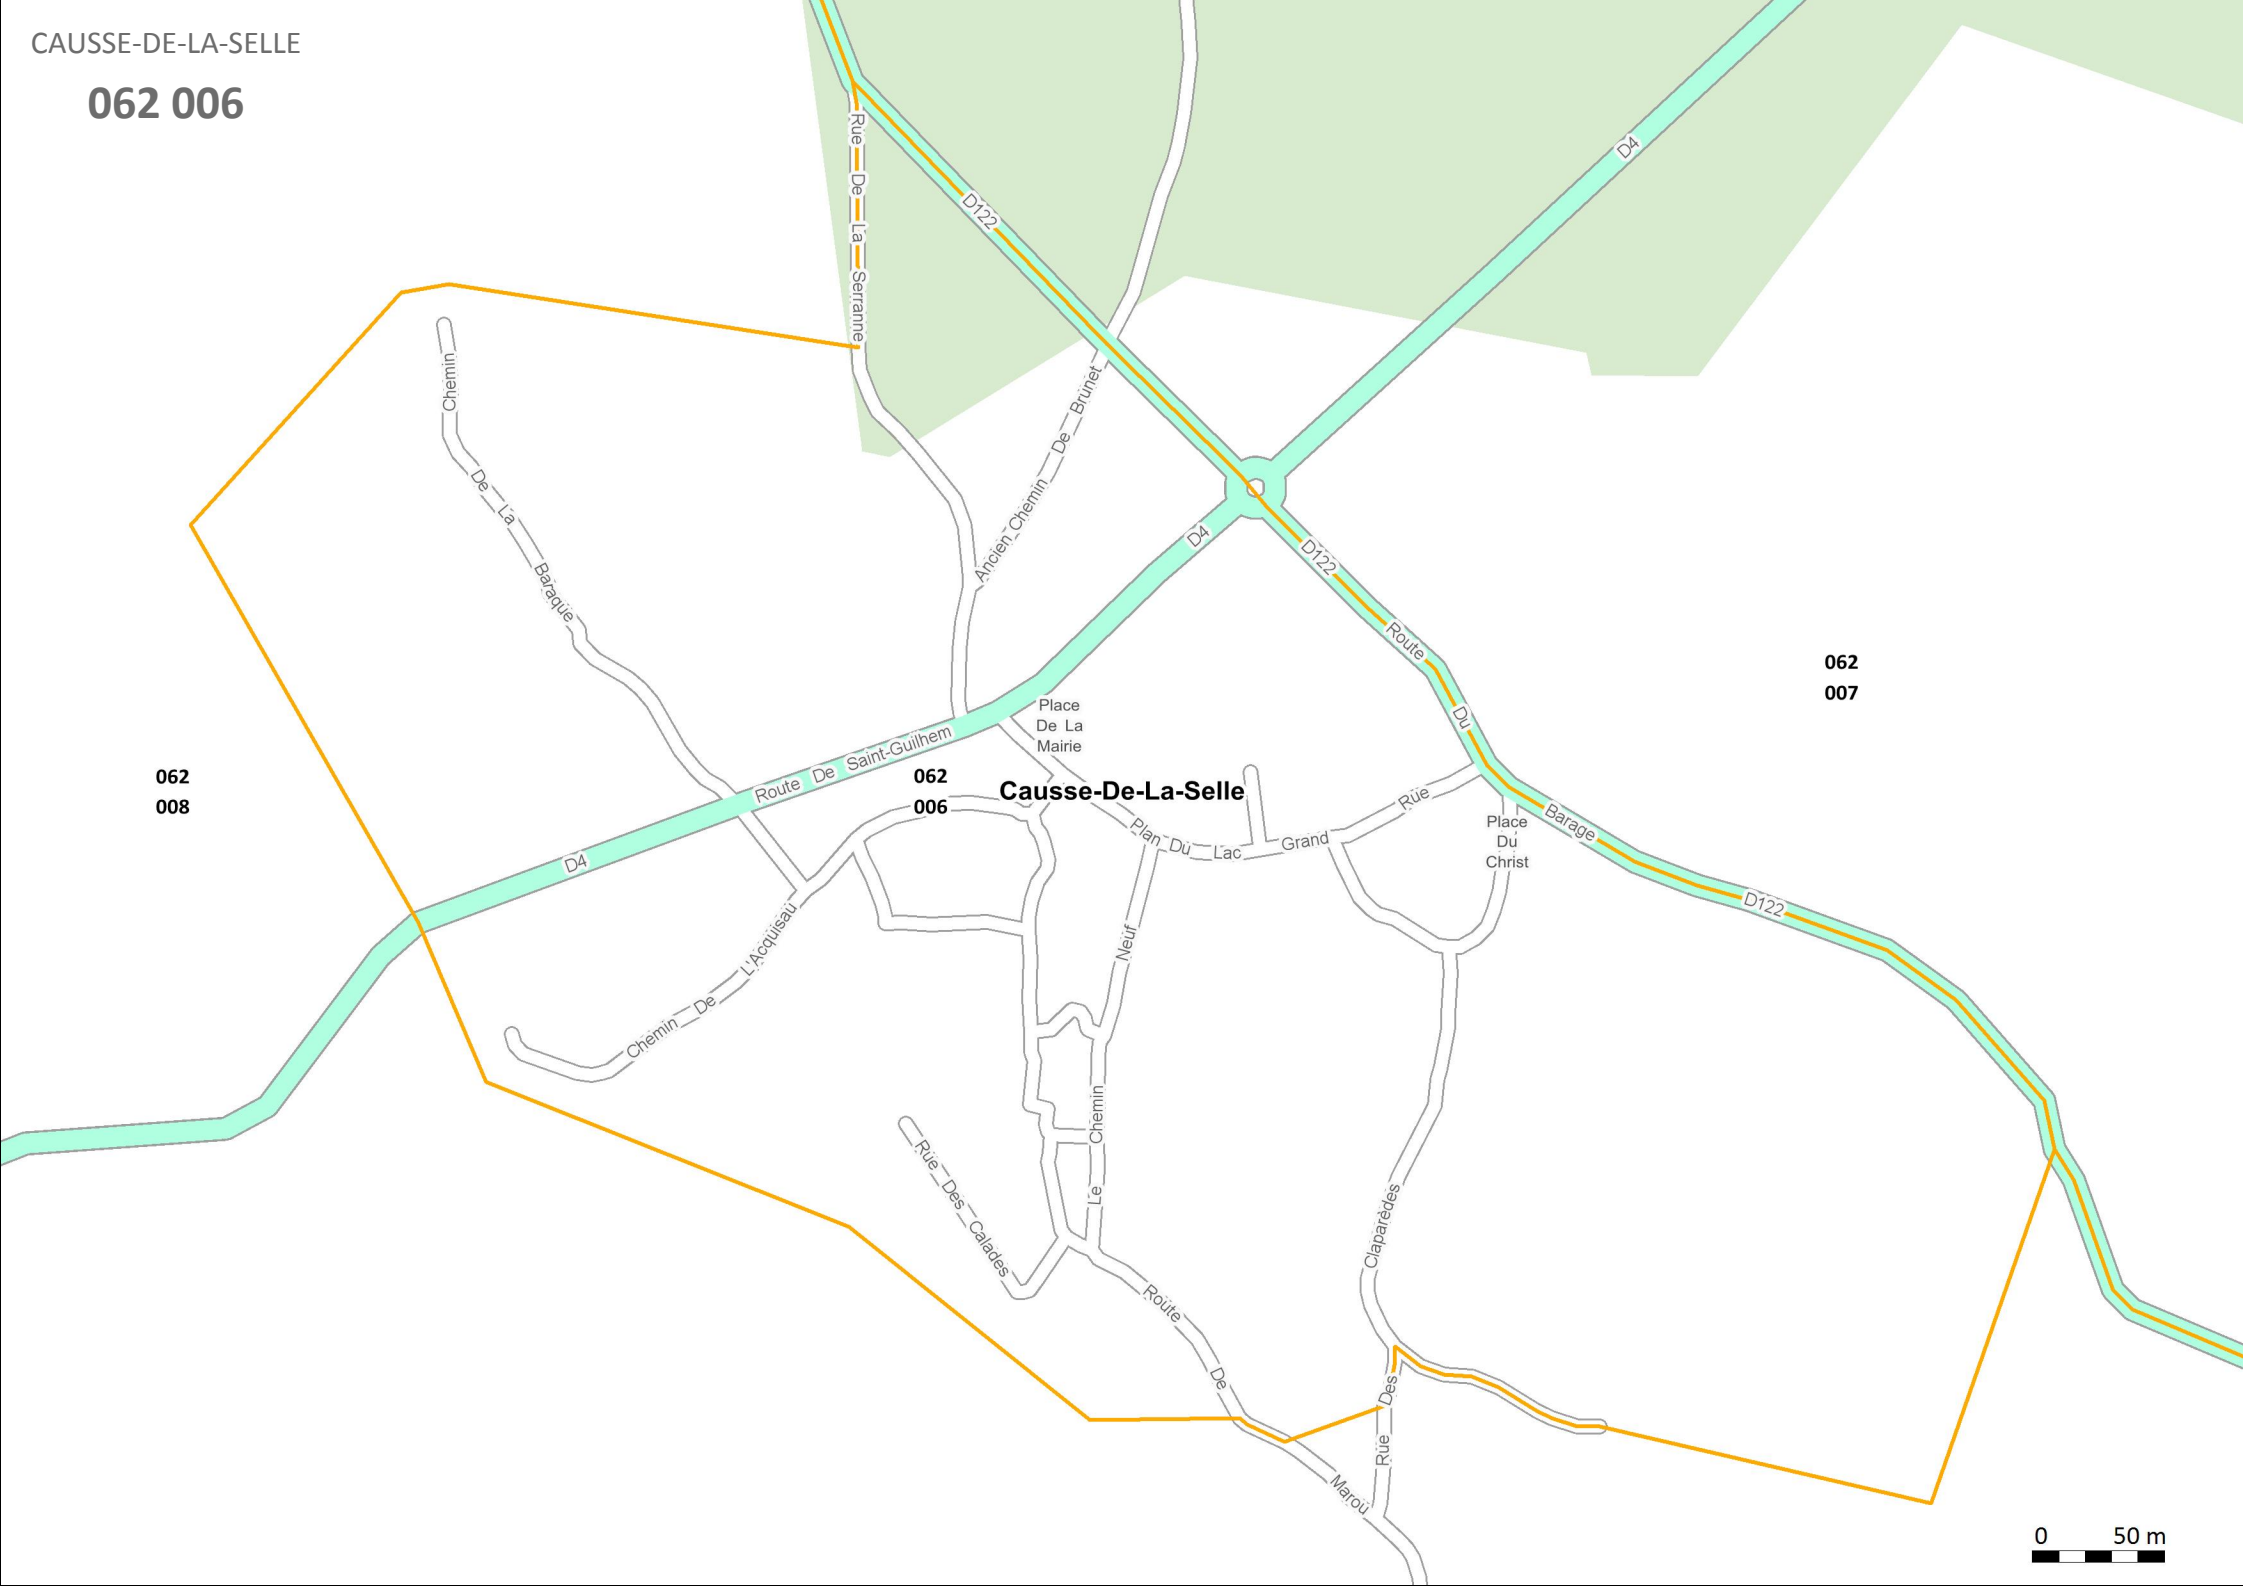 CAUSSE-DE-LA-SELLE
062 006
Rue De La Serranne
D122
D4
Chemin De La Baraque
Ancien Chemin De Brunet
D4
D122
Route Du Barage
062
007
Place
De La
Mairie
Route De Saint-Guilhem
062
008
062
006
Causse-De-La-Selle
Rue Grand
Plan Du Lac
Place
Du
Christ
D4
D122
L'Acquisau
Chemin De
Neuf
Chemin
Le
Rue Des Calades
Claparèdes
Des
Rue
Route De Marou
0 50 m